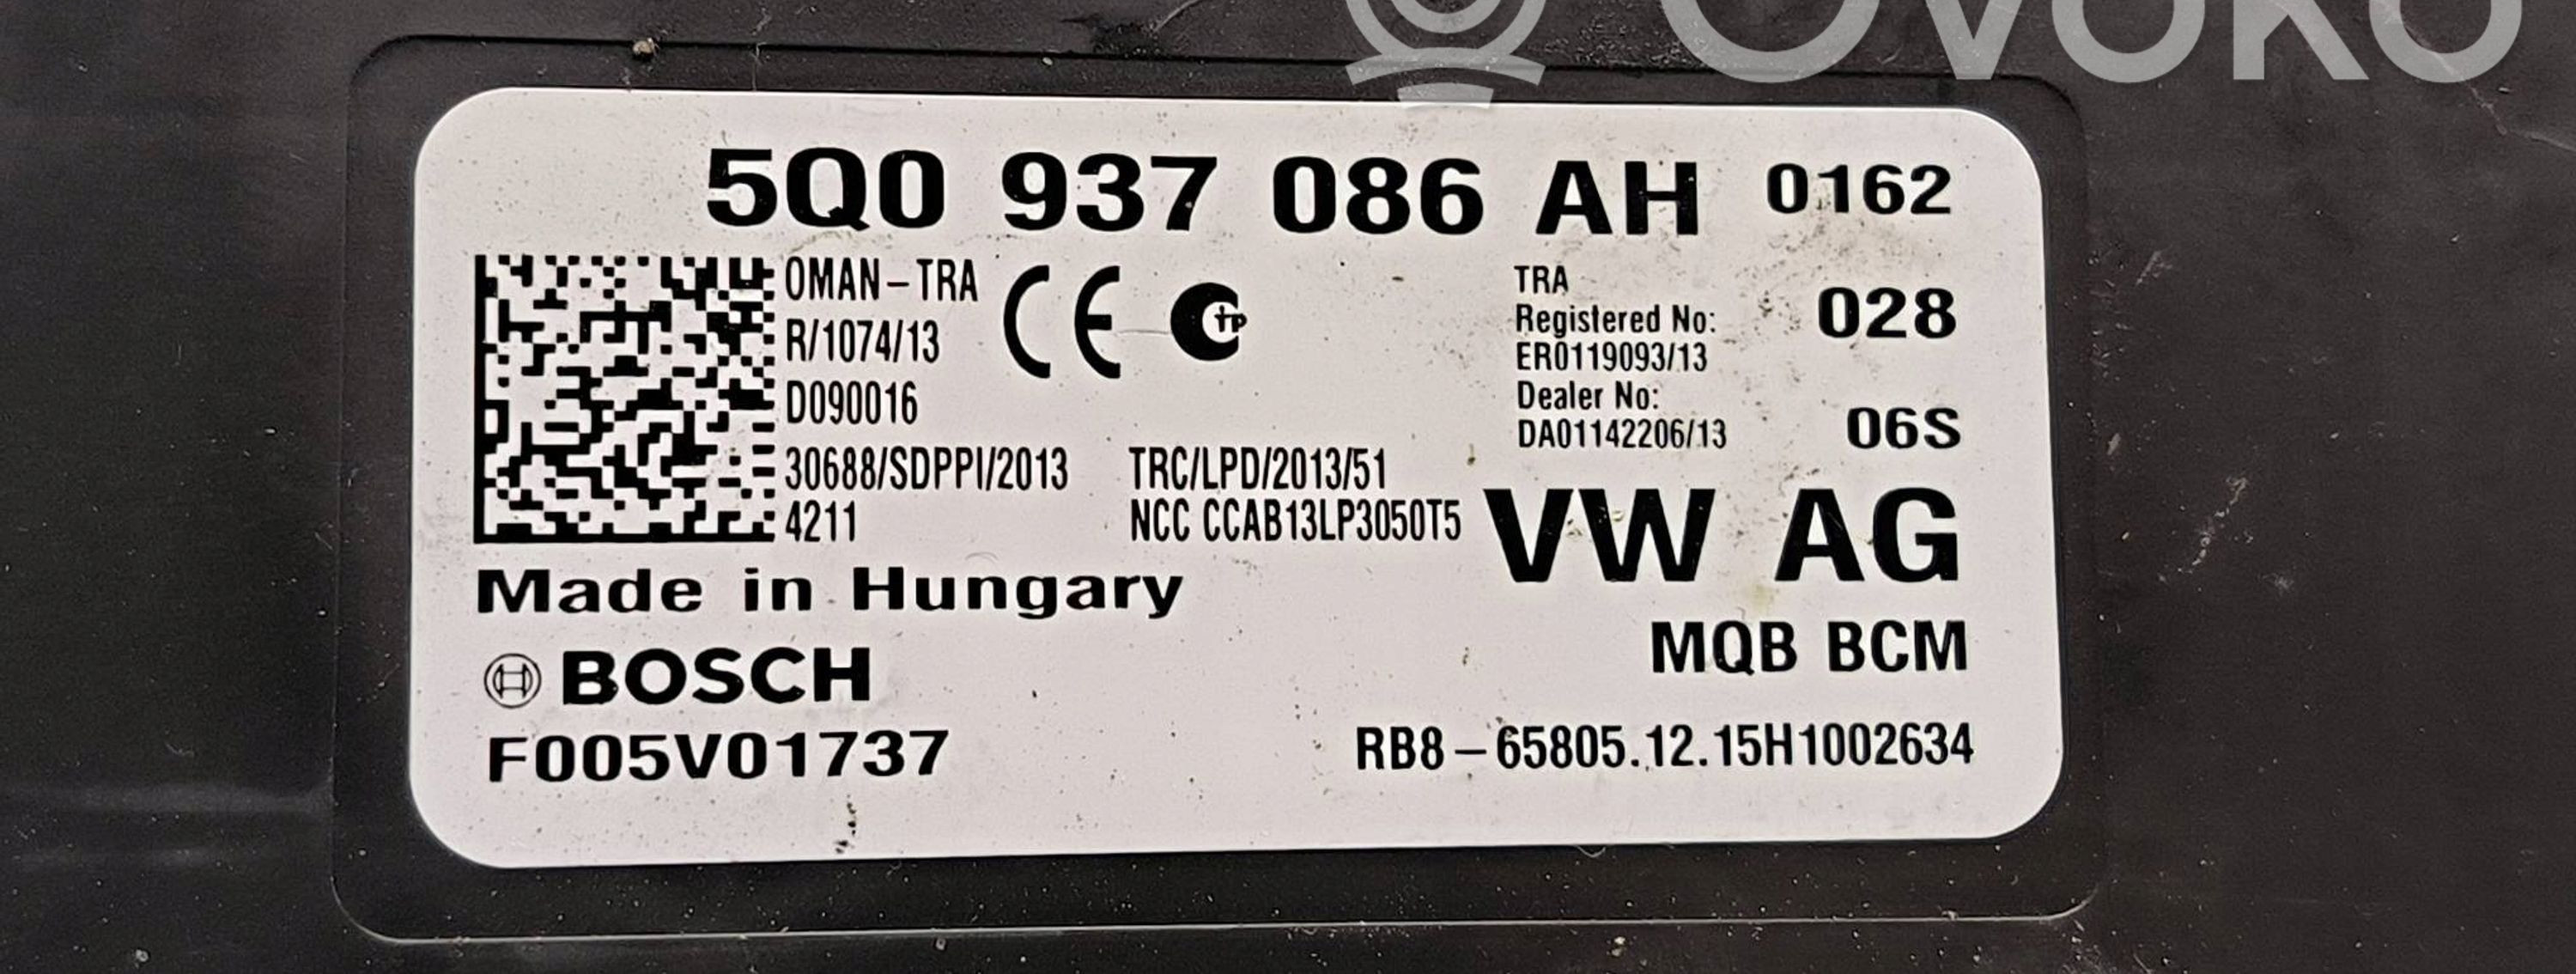 OVOKO
5Q0 937 086 AH 0162
OMAN-TRA
R/1074/13
D090016
30688/SDPPI/2013
4211
CE
TRA
Registered No:
ER0119093/13
Dealer No:
DA01142206/13
028
06S
TRC/LPD/2013/51
NCC CCAB13LP3050T5
VW AG
Made in Hungary
MQB BCM
BOSCH
F005V01737
RB8-65805.12.15H1002634